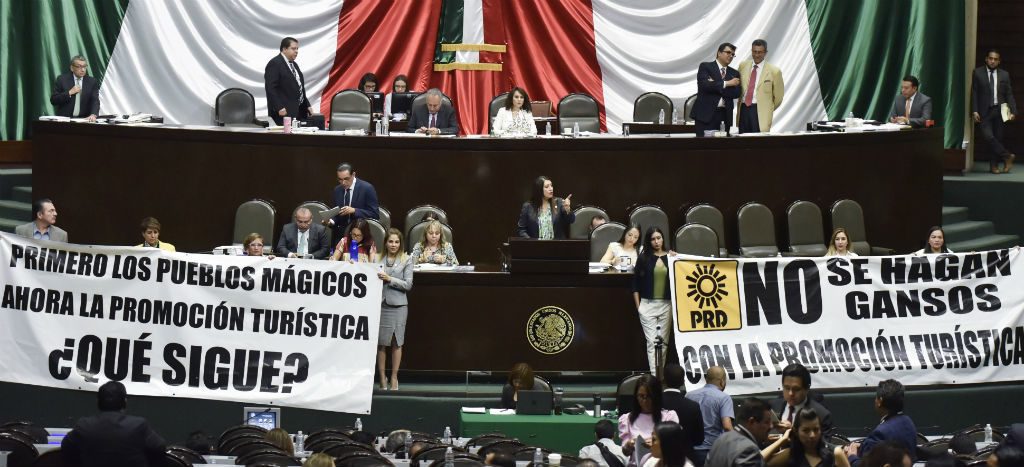 PRIMERO LOS PUEBLOS MÁGICOS
AHORA LA PROMOCIÓN TURÍSTICA
¿QUÉ SIGUE?
PRD
NO SE HAGAN
GANSOS
CON LA PROMOCIÓN TURÍSTICA